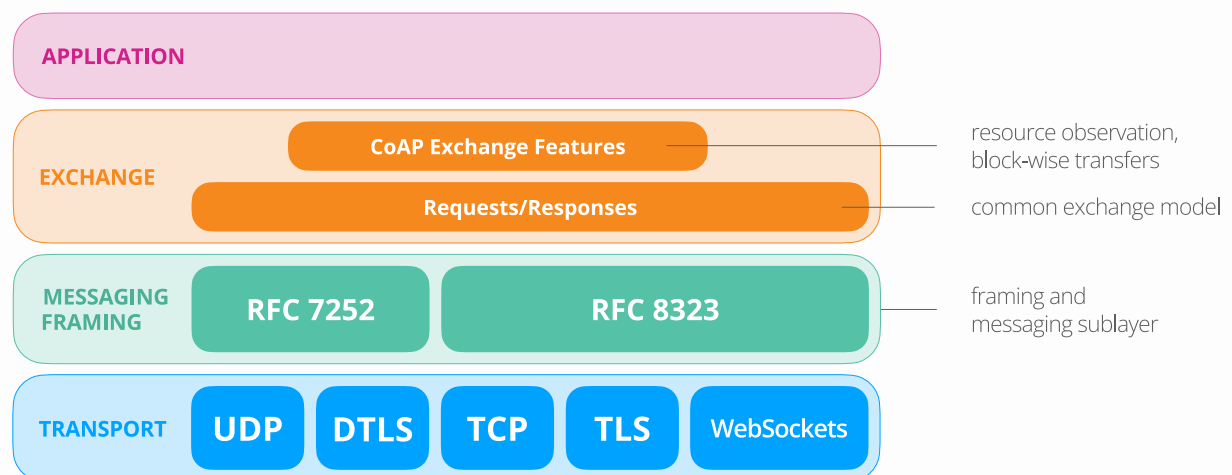 APPLICATION
EXCHANGE
CoAP Exchange Features
resource observation,
block-wise transfers
Requests/Responses
common exchange model
MESSAGING
FRAMING
RFC 7252
RFC 8323
framing and
messaging sublayer
TRANSPORT
UDP
DTLS
TCP
TLS
WebSockets